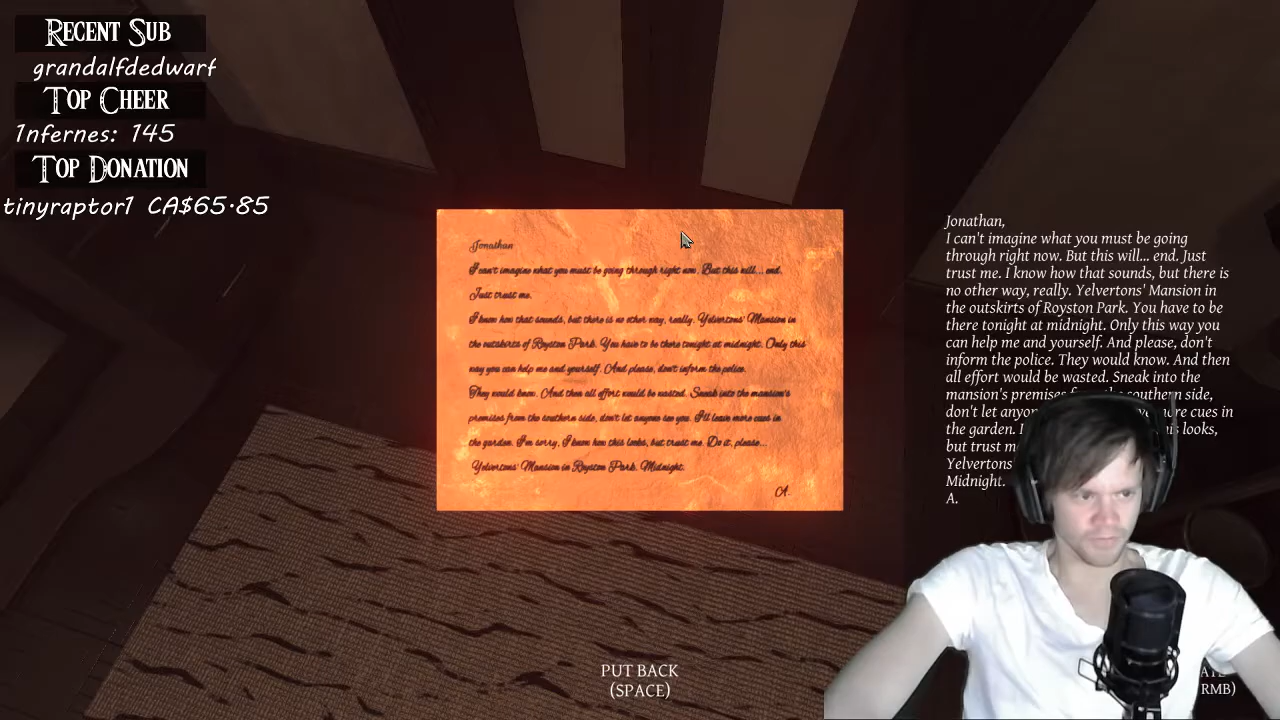 Recent Sub
grandalfdedwarf
Top Cheer
1nfernes: 145
Top Donation
tinyraptor1 CA$65.85
Jonathan
I can't imagine what you must be going through right now. But this will... end.
Just trust me.
I know how that sounds, but there is no other way, really. Yelvertons' Mansion in
the outskirts of Royston Park. You have to be there tonight at midnight. Only this
way you can help me and yourself. And please, don't inform the police.
They would know. And then all effort would be wasted. Sneak into the mansion's
premises from the southern side, don't let anyone see you. I'll leave more cues in
the garden. I'm sorry, I know how this looks, but trust me. Do it, please...
Yelvertons' Mansion in Royston Park. Midnight.
A.
Jonathan,
I can't imagine what you must be going
through right now. But this will... end. Just
trust me. I know how that sounds, but there is
no other way, really. Yelvertons' Mansion in
the outskirts of Royston Park. You have to be
there tonight at midnight. Only this way you
can help me and yourself. And please, don't
inform the police. They would know. And then
all effort would be wasted. Sneak into the
mansion's premises southern side,
don't let more cues in
the garden. looks,
but trust
Yelvertons
Midnight.
A.
PUT BACK
(SPACE)
RMB)